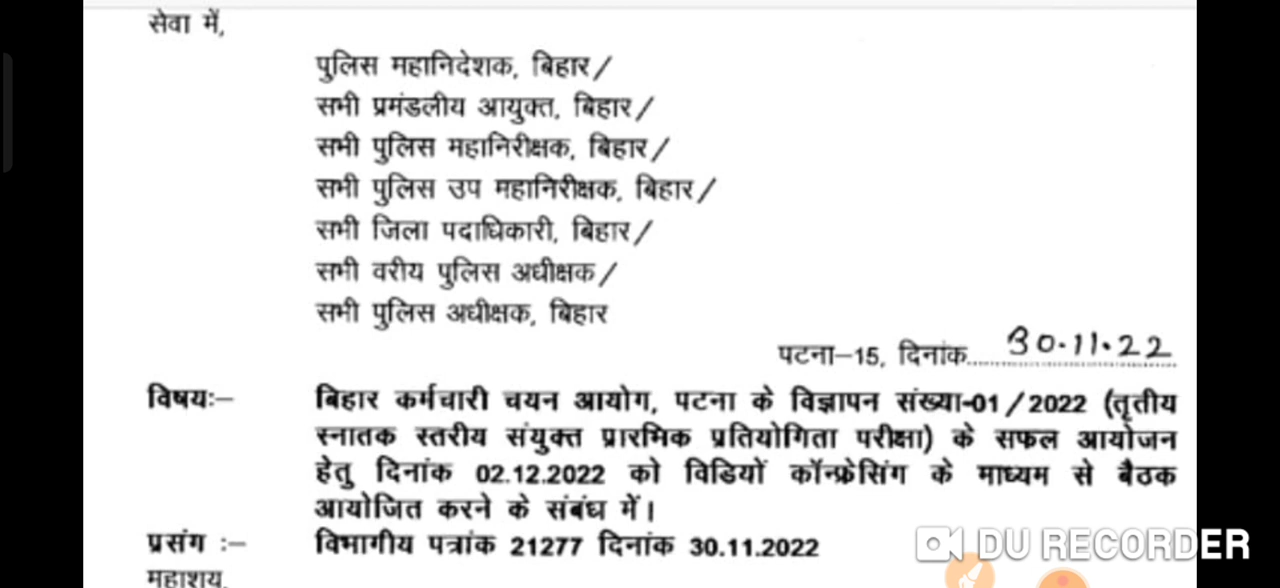 सेवा में,
पुलिस महानिदेशक, बिहार/
सभी प्रमंडलीय आयुक्त, बिहार/
सभी पुलिस महानिरीक्षक, बिहार/
सभी पुलिस उप महानिरीक्षक, बिहार/
सभी जिला पदाधिकारी, बिहार/
सभी वरीय पुलिस अधीक्षक/
सभी पुलिस अधीक्षक, बिहार
पटना-15, दिनांक..... 30.11.22
विषयः- बिहार कर्मचारी चयन आयोग, पटना के विज्ञापन संख्या-01/2022 (तृतीय
स्नातक स्तरीय संयुक्त प्रारम्भिक प्रतियोगिता परीक्षा) के सफल आयोजन
हेतु दिनांक 02.12.2022 को विडियों कॉन्फ्रेसिंग के माध्यम से बैठक
आयोजित करने के संबंध में।
प्रसंग :- विभागीय पत्रांक 21277 दिनांक 30.11.2022
महाशय,
DU RECORDER